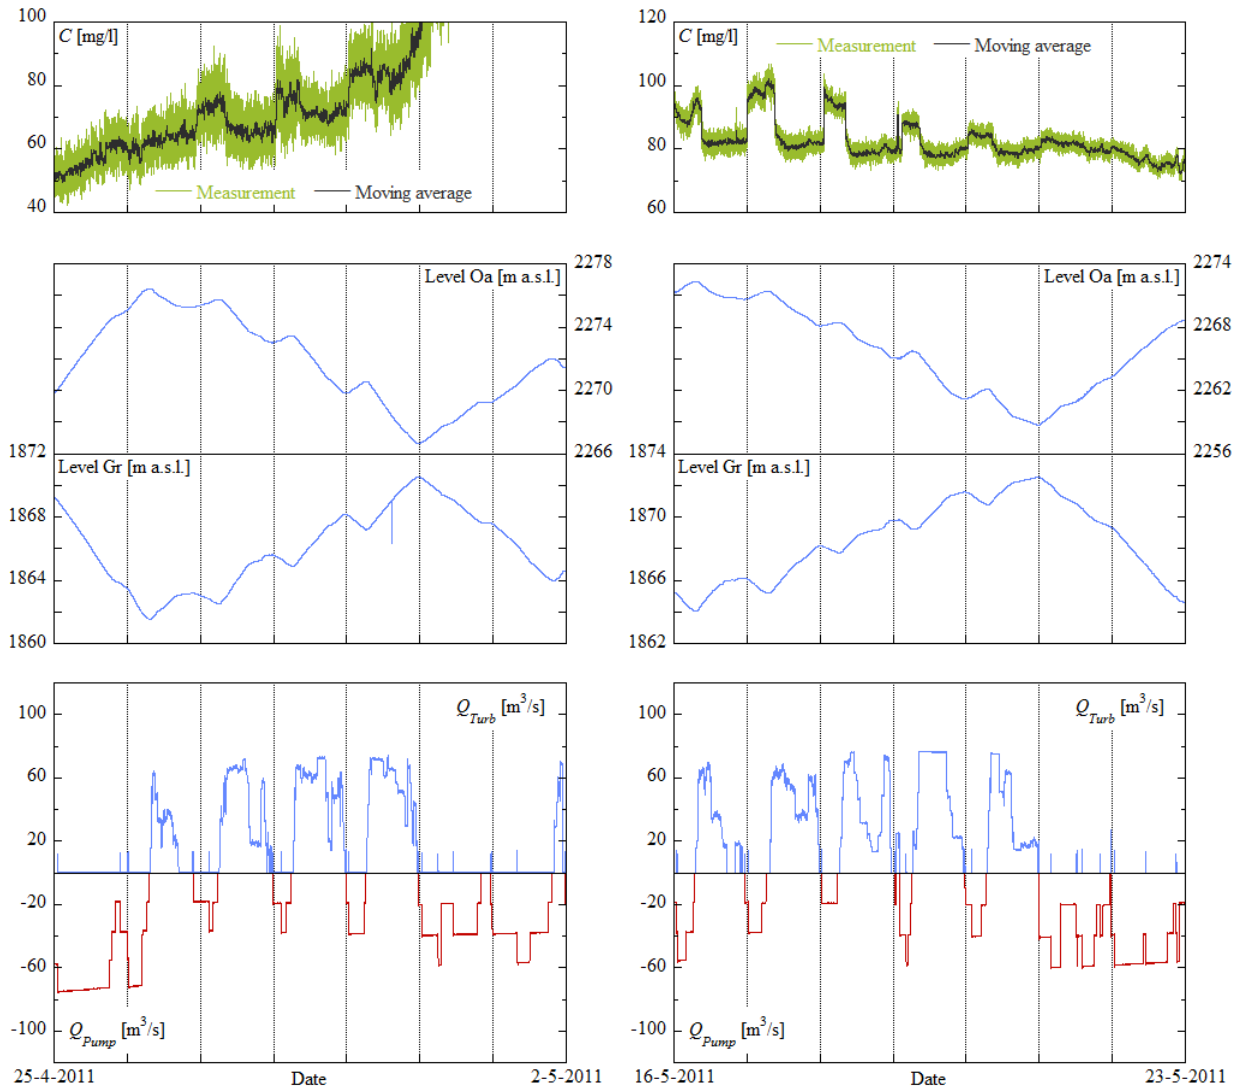 100
C [mg/l]
80
60
Measurement
Moving average
40
120
C [mg/l]
Measurement
Moving average
100
80
60
2278
Level Oa [m a.s.l.]
2274
2270
1872
2266
Level Gr [m a.s.l.]
1868
1864
1860
2274
Level Oa [m a.s.l.]
2268
2262
1874
2256
Level Gr [m a.s.l.]
1870
1866
1862
100
Q_Turb [m³/s]
60
20
-20
-60
-100
Q_Pump [m³/s]
25-4-2011
Date
2-5-2011
100
Q_Turb [m³/s]
60
20
-20
-60
-100
Q_Pump [m³/s]
16-5-2011
Date
23-5-2011